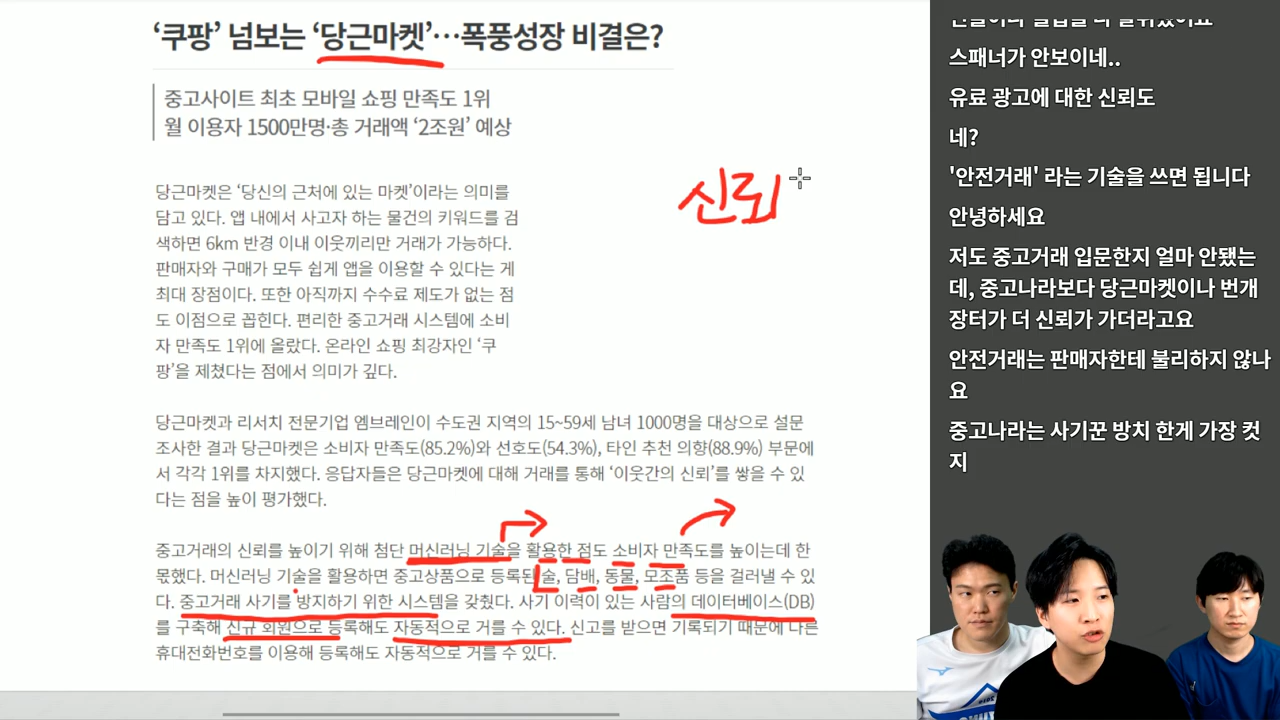 ‘쿠팡’ 넘보는 ‘당근마켓’…폭풍성장 비결은?
중고사이트 최초 모바일 쇼핑 만족도 1위
월 이용자 1500만명·총 거래액 ‘2조원’ 예상
신뢰
당근마켓은 ‘당신의 근처에 있는 마켓’이라는 의미를
담고 있다. 앱 내에서 사고자 하는 물건의 키워드를 검
색하면 6km 반경 이내 이웃끼리만 거래가 가능하다.
판매자와 구매가 모두 쉽게 앱을 이용할 수 있다는 게
최대 장점이다. 또한 아직까지 수수료 제도가 없는 점
도 이점으로 꼽힌다. 편리한 중고거래 시스템에 소비
자 만족도 1위에 올랐다. 온라인 쇼핑 최강자인 ‘쿠
팡’을 제쳤다는 점에서 의미가 깊다.
당근마켓과 리서치 전문기업 엠브레인이 수도권 지역의 15~59세 남녀 1000명을 대상으로 설문
조사한 결과 당근마켓은 소비자 만족도(85.2%)와 선호도(54.3%), 타인 추천 의향(88.9%) 부문에
서 각각 1위를 차지했다. 응답자들은 당근마켓에 대해 거래를 통해 ‘이웃간의 신뢰’를 쌓을 수 있
다는 점을 높이 평가했다.
중고거래의 신뢰를 높이기 위해 첨단 머신러닝 기술을 활용한 점도 소비자 만족도를 높이는데 한
몫했다. 머신러닝 기술을 활용하면 중고상품으로 등록된 술, 담배, 동물, 모조품 등을 걸러낼 수 있
다. 중고거래 사기를 방지하기 위한 시스템을 갖췄다. 사기 이력이 있는 사람의 데이터베이스(DB)
를 구축해 신규 회원으로 등록해도 자동적으로 거를 수 있다. 신고를 받으면 기록되기 때문에 다른
휴대전화번호를 이용해 등록해도 자동적으로 거를 수 있다.
스패너가 안보이네..
유료 광고에 대한 신뢰도
네?
'안전거래' 라는 기술을 쓰면 됩니다
안녕하세요
저도 중고거래 입문한지 얼마 안됐는
데, 중고나라보다 당근마켓이나 번개
장터가 더 신뢰가 가더라고요
안전거래는 판매자한테 불리하지 않나
요
중고나라는 사기꾼 방치 한게 가장 컷
지